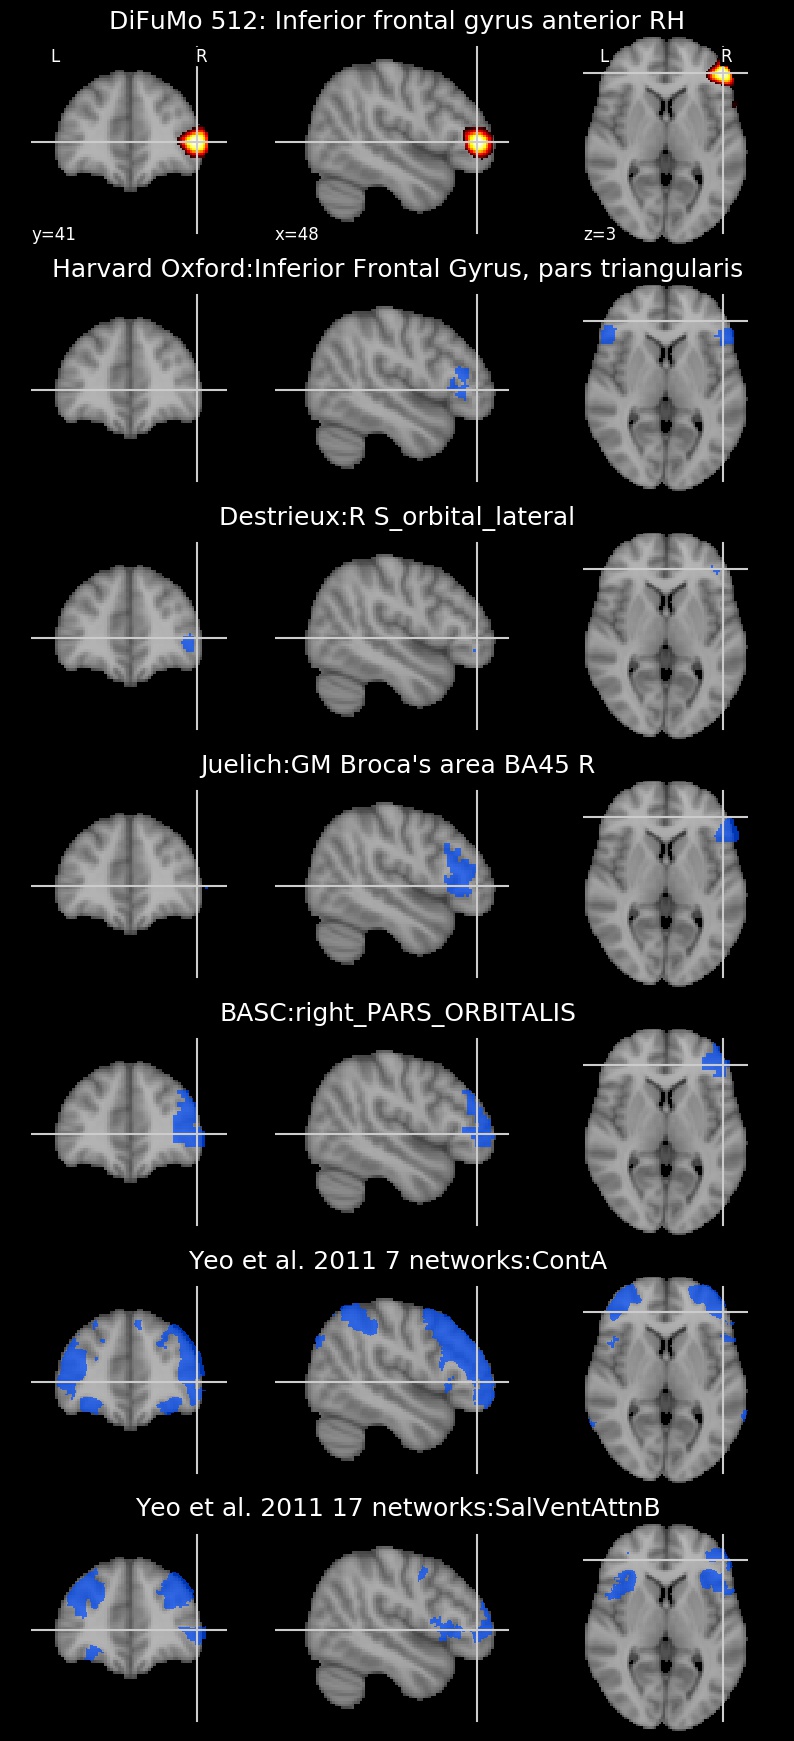 DiFuMo 512: Inferior frontal gyrus anterior RH
L R L R
y=41 x=48 z=3
Harvard Oxford:Inferior Frontal Gyrus, pars triangularis
Destrieux:R S_orbital_lateral
Juelich:GM Broca's area BA45 R
BASC:right_PARS_ORBITALIS
Yeo et al. 2011 7 networks:ContA
Yeo et al. 2011 17 networks:SalVentAttnB